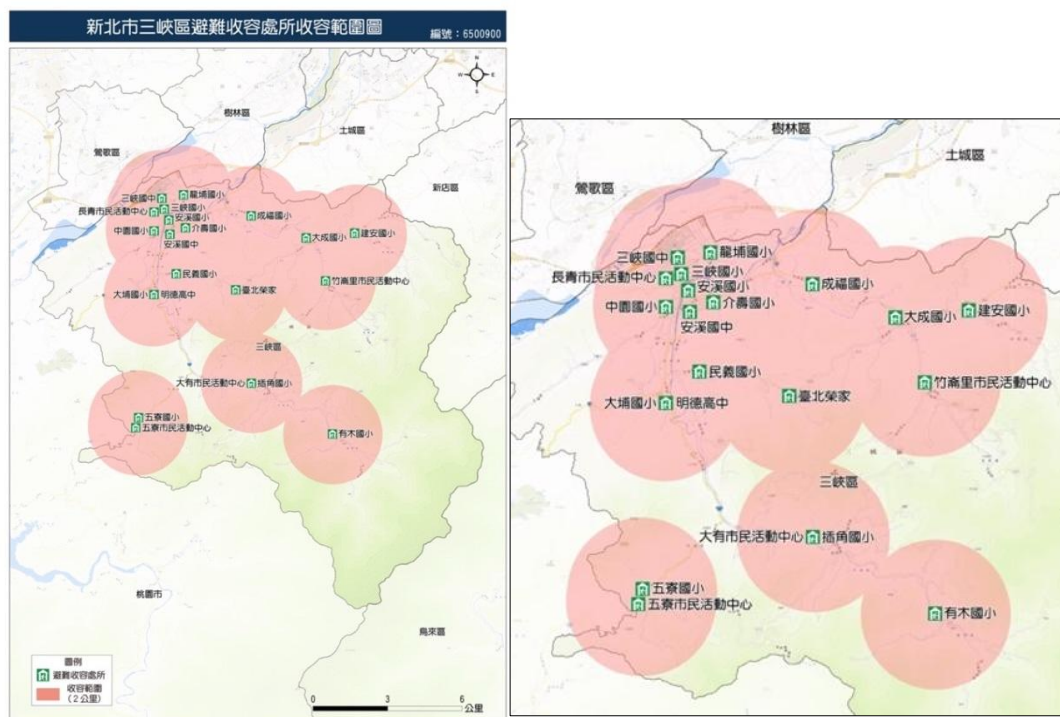 新北市三峽區避難收容處所收容範圍圖
編號：6500900
N
W E
S
樹林區
土城區
鶯歌區
新店區
三峽國中
龍埔國小
長青市民活動中心
三峽國小
安溪國小
成福國小
中園國小
介壽國小
安溪國中
大成國小
建安國小
民義國小
竹崙里市民活動中心
大埔國小
明德高中
臺北榮家
三峽區
大有市民活動中心
插角國小
五寮國小
五寮市民活動中心
有木國小
桃園市
烏來區
圖例
避難收容處所
收容範圍
（2公里）
0 3 6
公里
樹林區
土城區
鶯歌區
三峽國中
龍埔國小
長青市民活動中心
三峽國小
安溪國小
成福國小
中園國小
介壽國小
安溪國中
大成國小
建安國小
民義國小
竹崙里市民活動中心
大埔國小
明德高中
臺北榮家
三峽區
大有市民活動中心
插角國小
五寮國小
五寮市民活動中心
有木國小